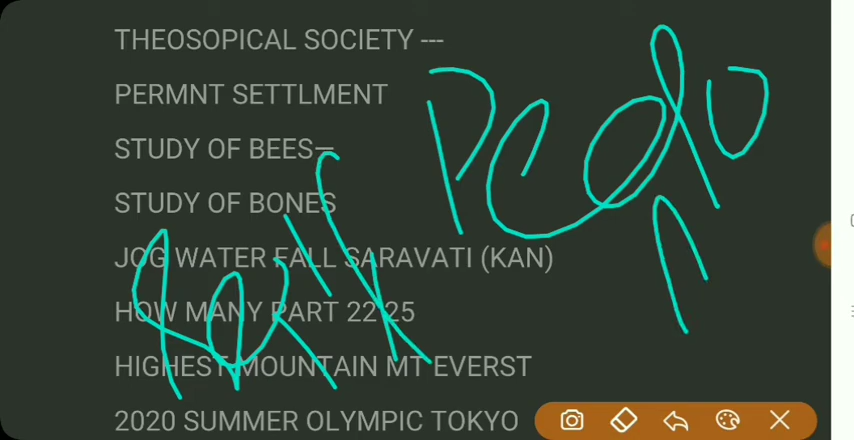 THEOSOPICAL SOCIETY ---
PERMNT SETTLMENT
STUDY OF BEES—
STUDY OF BONES
JOG WATER FALL SARAVATI (KAN)
HOW MANY PART 22 25
HIGHEST MOUNTAIN MT EVERST
2020 SUMMER OLYMPIC TOKYO